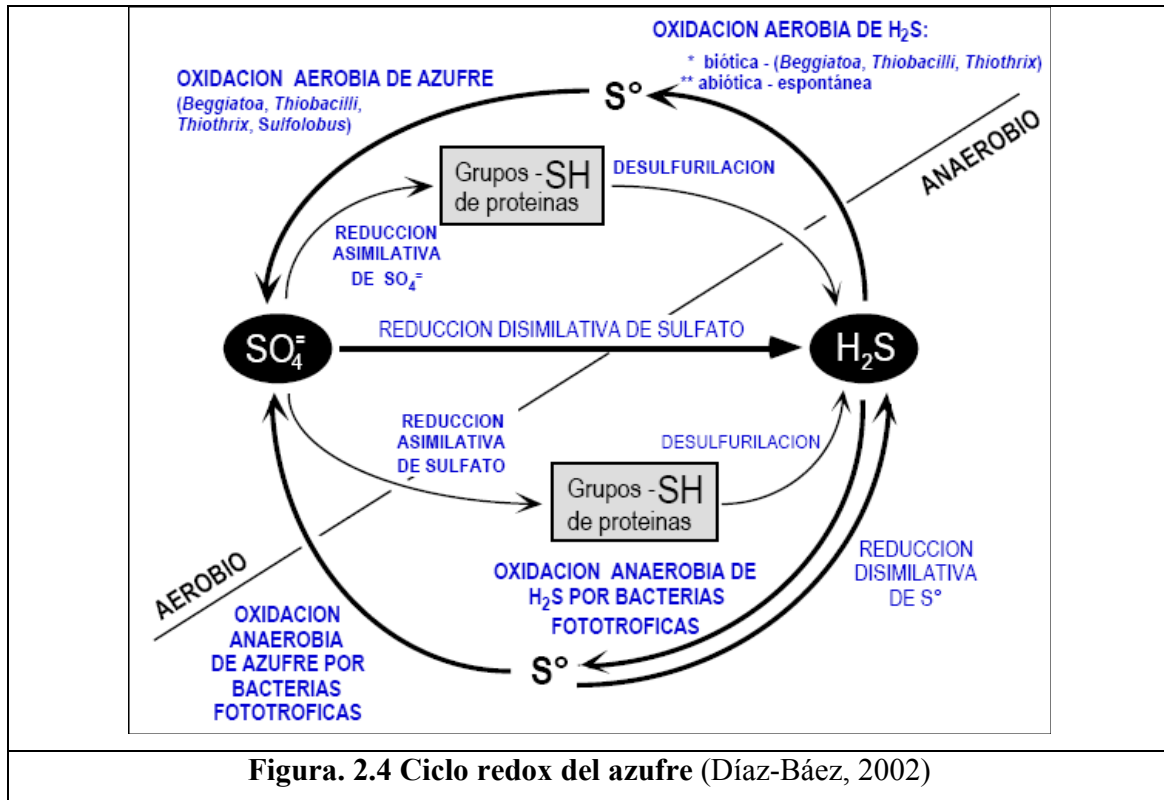 OXIDACION AEROBIA DE H₂S:
* biótica - (Beggiatoa, Thiobacilli, Thiothrix)
** abiótica - espontánea
OXIDACION AEROBIA DE AZUFRE
(Beggiatoa, Thiobacilli,
Thiothrix, Sulfolobus)
S°
ANAEROBIO
Grupos - SH
de proteinas
DESULFURILACION
REDUCCION
ASIMILATIVA
DE SO₄⁼
REDUCCION DISIMILATIVA DE SULFATO
SO₄⁼
H₂S
REDUCCION
ASIMILATIVA
DE SULFATO
DESULFURILACION
Grupos - SH
de proteinas
AEROBIO
OXIDACION ANAEROBIA DE
H₂S POR BACTERIAS
FOTOTROFICAS
REDUCCION
DISIMILATIVA
DE S°
OXIDACION
ANAEROBIA
DE AZUFRE POR
BACTERIAS
FOTOTROFICAS
S°
Figura. 2.4 Ciclo redox del azufre (Díaz-Báez, 2002)